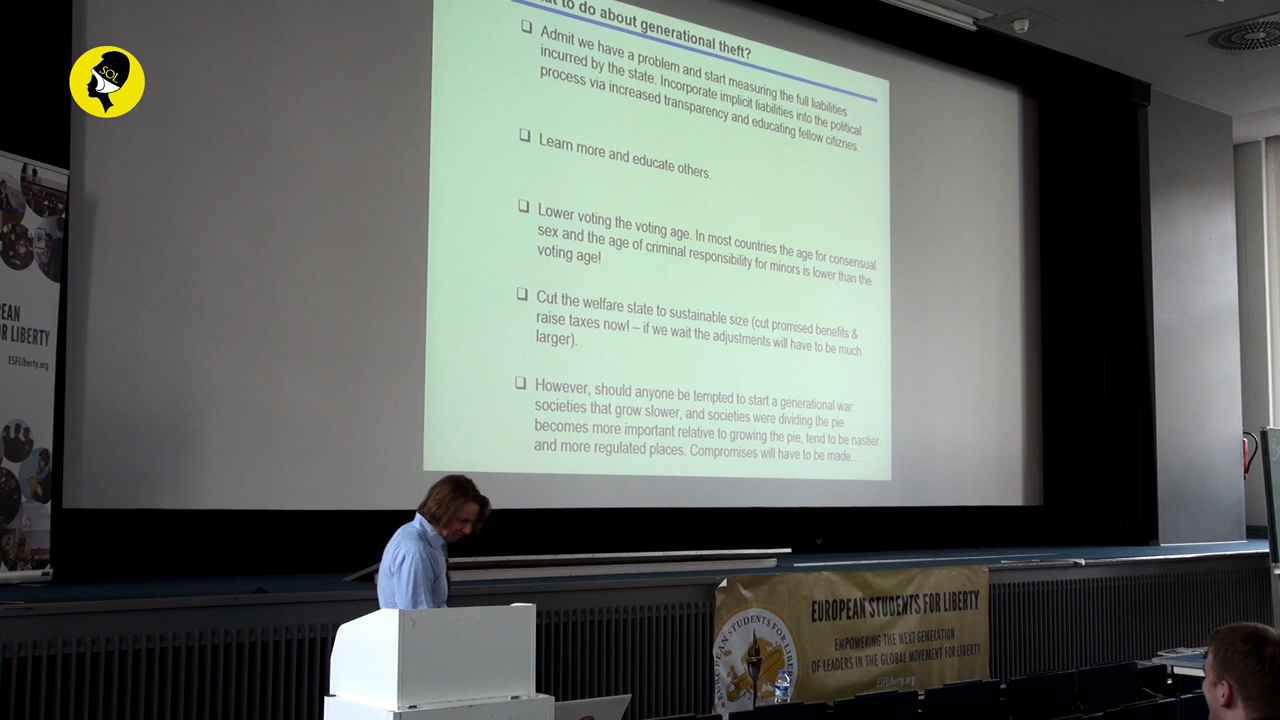 SOL
to do about generational theft?
❑ Admit we have a problem and start measuring the full liabilities
incurred by the state. Incorporate implicit liabilities into the political
process via increased transparency and educating fellow citiznes.
❑ Learn more and educate others.
❑ Lower voting the voting age. In most countries the age for consensual
sex and the age of criminal responsibility for minors is lower than the
voting age!
❑ Cut the welfare state to sustainable size (cut promised benefits &
raise taxes now! – if we wait the adjustments will have to be much
larger).
❑ However, should anyone be tempted to start a generational war:
societies that grow slower, and societies were dividing the pie
becomes more important relative to growing the pie, tend to be nastier
and more regulated places. Compromises will have to be made...
LIBERTY
ESFLiberty.org
EUROPEAN STUDENTS FOR LIBERTY
EMPOWERING THE NEXT GENERATION
OF LEADERS IN THE GLOBAL MOVEMENT FOR LIBERTY
ESFLiberty.org
STUDENTS FOR